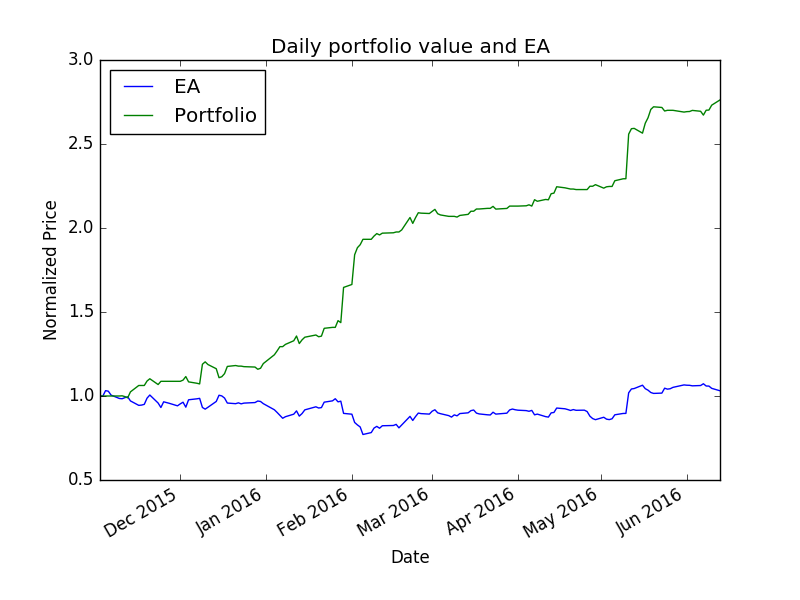 Daily portfolio value and EA
3.0
2.5
2.0
1.5
1.0
0.5
EA
Portfolio
Normalized Price
Dec 2015
Jan 2016
Feb 2016
Mar 2016
Apr 2016
May 2016
Jun 2016
Date